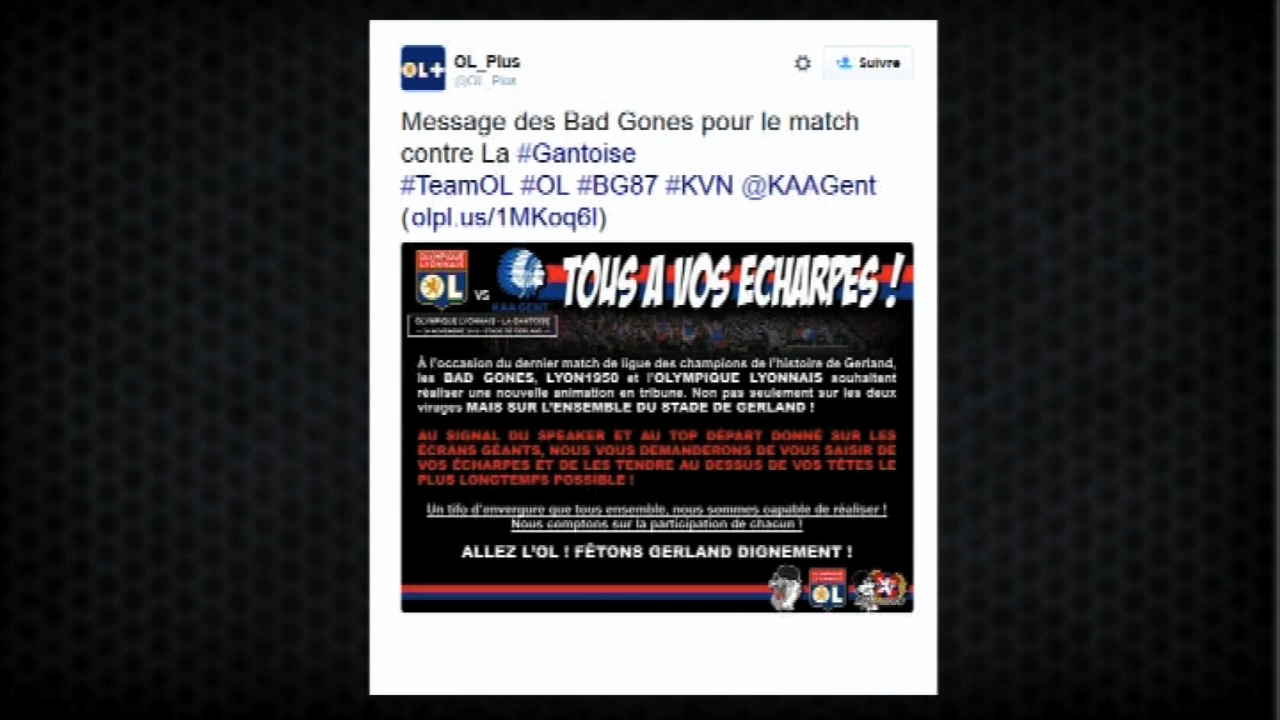 OL+
OL_Plus
@OL_Plus
Suivre
Message des Bad Gones pour le match
contre La #Gantoise
#TeamOL #OL #BG87 #KVN @KAAGent
(olpl.us/1MKoq6l)
OLYMPIQUE
LYONNAIS
OL
VS
KAA GENT
TOUS A VOS ECHARPES !
OLYMPIQUE LYONNAIS - LA GANTOISE
STADE DE GERLAND
À l'occasion du dernier match de ligue des champions de l'histoire de Gerland,
les BAD GONES, LYON1950 et l'OLYMPIQUE LYONNAIS souhaitent
réaliser une nouvelle animation en tribune. Non pas seulement sur les deux
virages MAIS SUR L'ENSEMBLE DU STADE DE GERLAND !
AU SIGNAL DU SPEAKER ET AU TOP DÉPART DONNÉ SUR LES
ÉCRANS GÉANTS, NOUS VOUS DEMANDERONS DE VOUS SAISIR DE
VOS ÉCHARPES ET DE LES TENDRE AU DESSUS DE VOS TÊTES LE
PLUS LONGTEMPS POSSIBLE !
Un tifo d'envergure que tous ensemble, nous sommes capable de réaliser !
Nous comptons sur la participation de chacun !
ALLEZ L'OL ! FÊTONS GERLAND DIGNEMENT !
OL